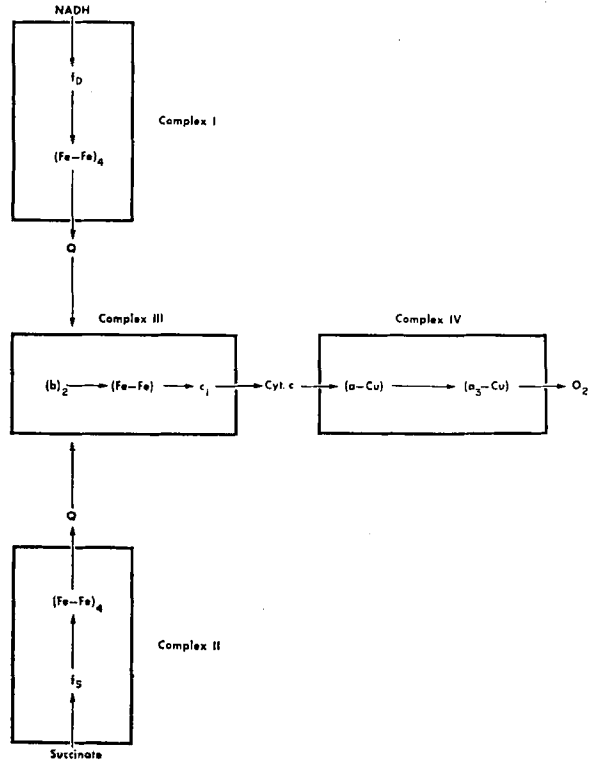 NADH
f_D
Complex I
(Fe-Fe)_4
Q
Complex III
Complex IV
(b)_2 (Fe-Fe) c_1 Cyt. c (a-Cu) (a_3-Cu) O_2
Q
(Fe-Fe)_4
Complex II
f_S
Succinate